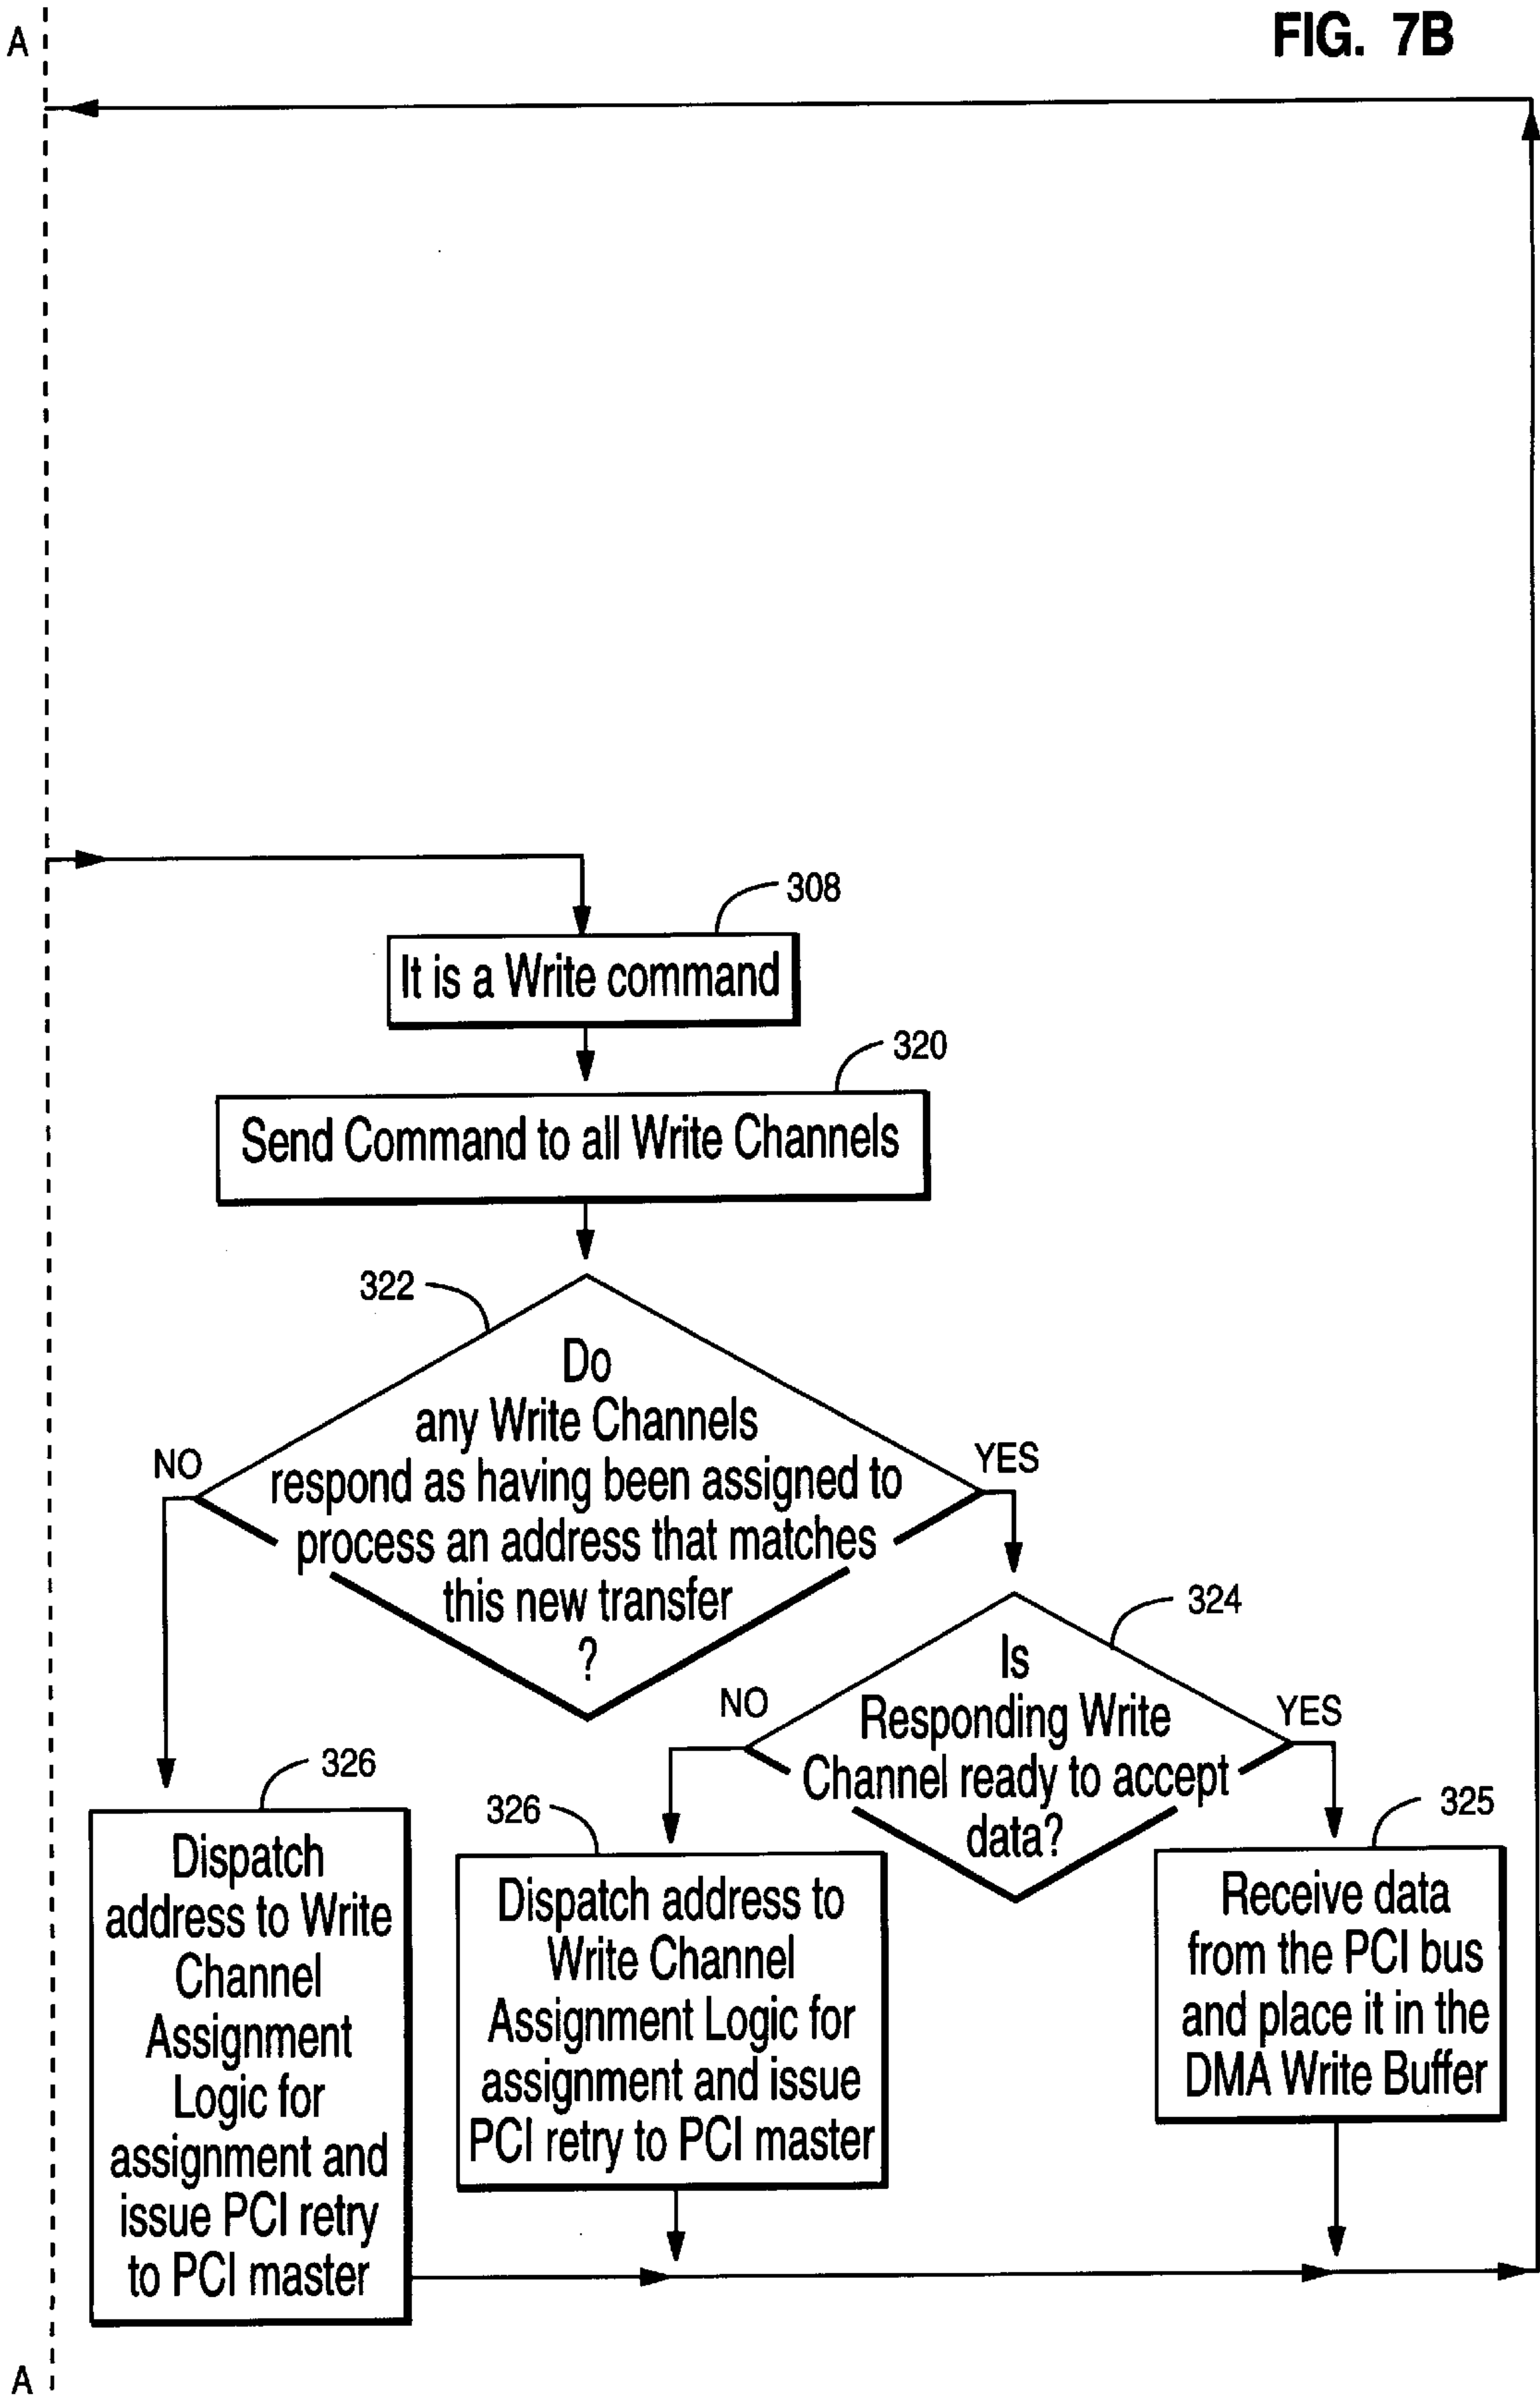 A
FIG. 7B
308
It is a Write command
320
Send Command to all Write Channels
322
Do
any Write Channels
respond as having been assigned to
process an address that matches
this new transfer
?
NO
YES
324
Is
Responding Write
Channel ready to accept
data?
NO
YES
326
Dispatch
address to Write
Channel
Assignment
Logic for
assignment and
issue PCI retry
to PCI master
326
Dispatch address to
Write Channel
Assignment Logic for
assignment and issue
PCI retry to PCI master
325
Receive data
from the PCI bus
and place it in the
DMA Write Buffer
A